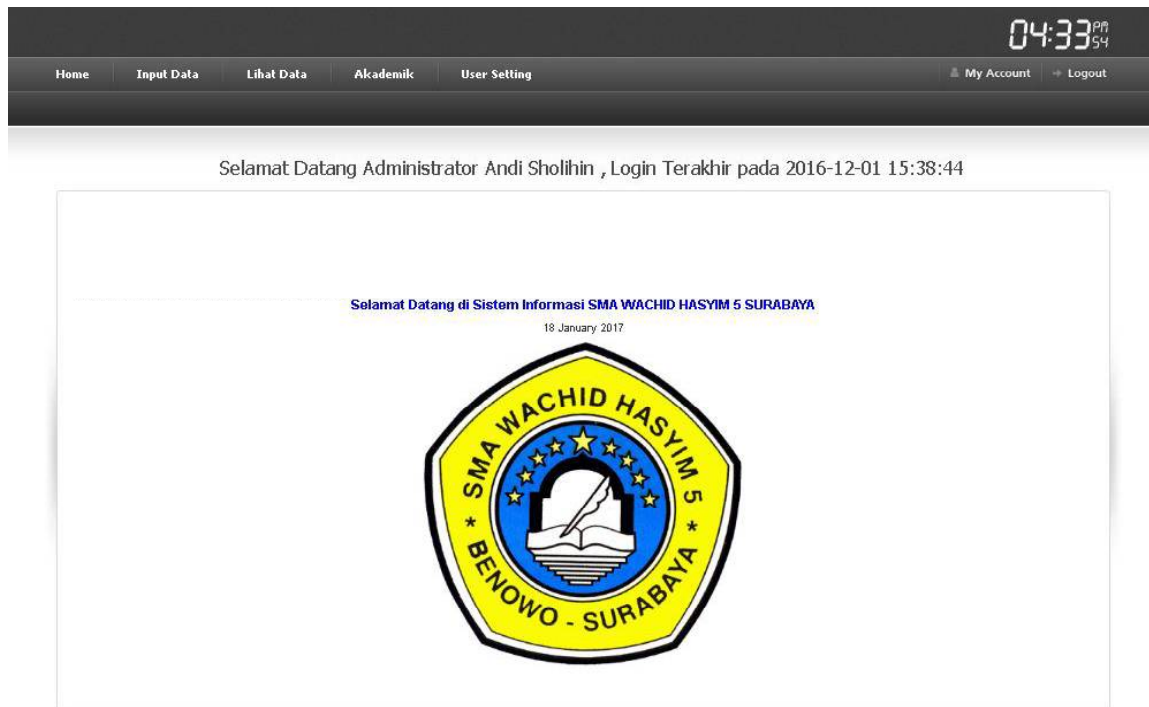 04:33 PM 54
Home Input Data Lihat Data Akademik User Setting My Account Logout
Selamat Datang Administrator Andi Sholihin , Login Terakhir pada 2016-12-01 15:38:44
Selamat Datang di Sistem Informasi SMA WACHID HASYIM 5 SURABAYA
18 January 2017
* SMA WACHID HASYIM 5 *
BENOWO - SURABAYA